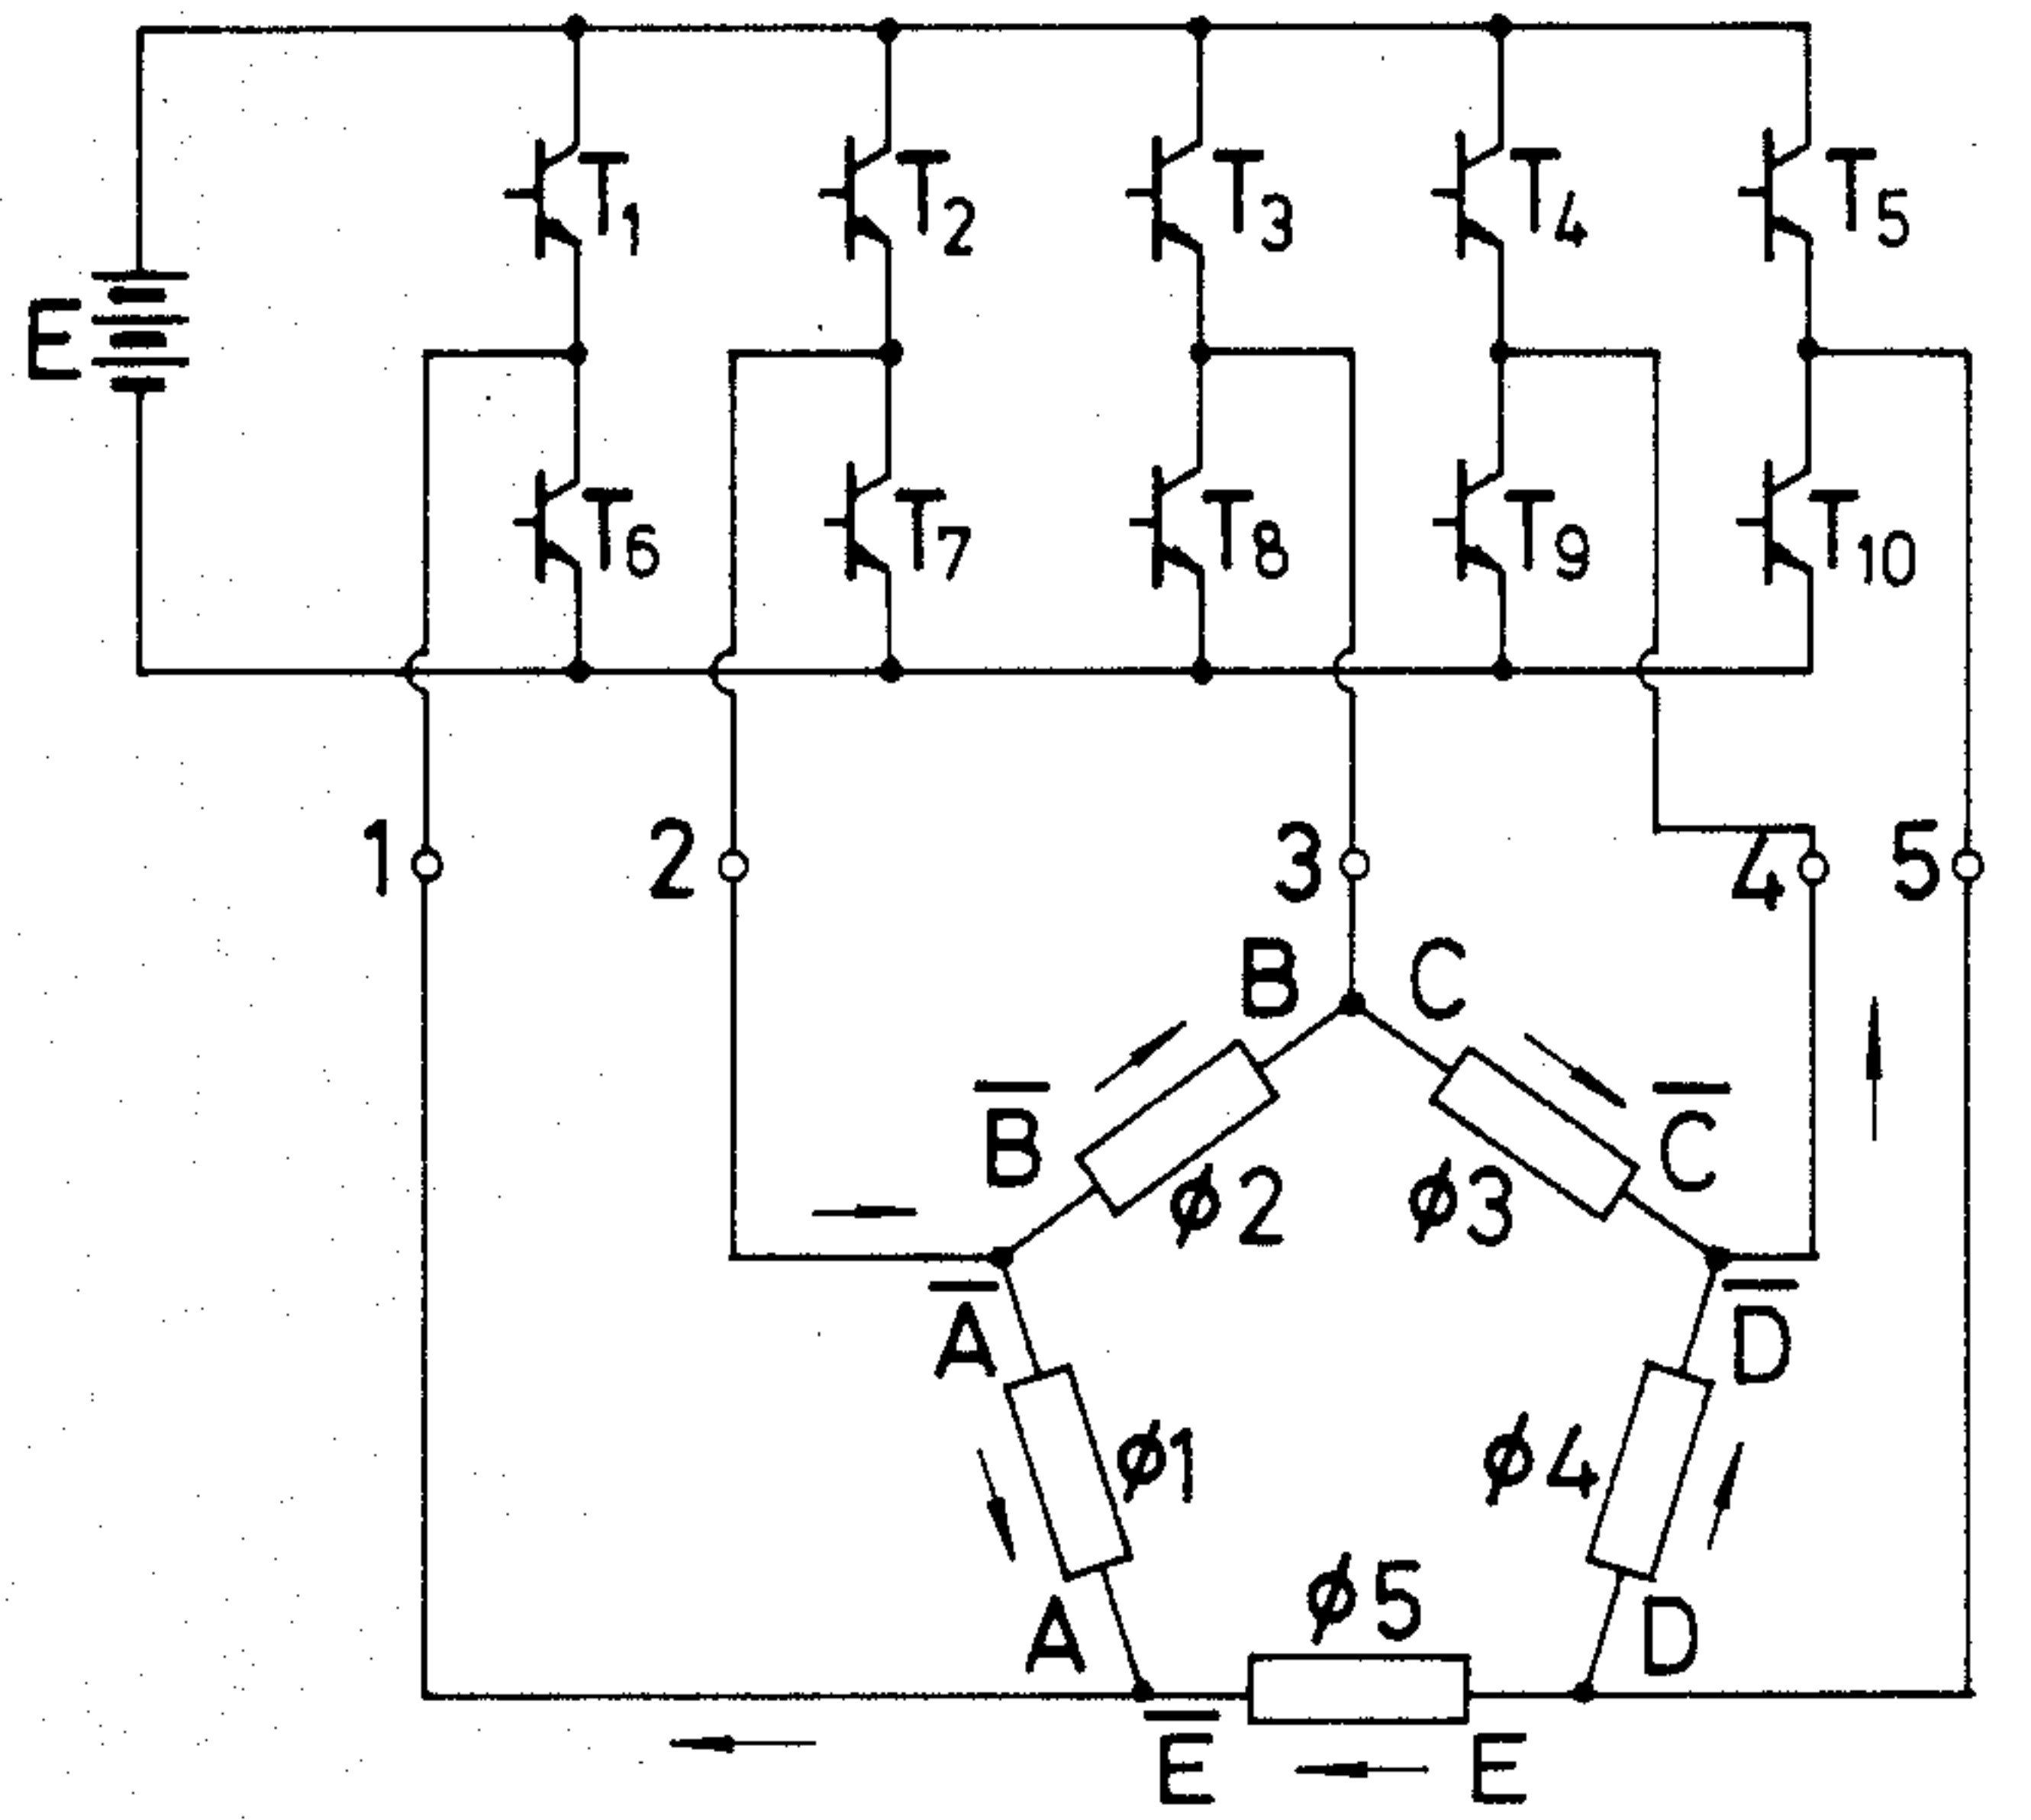 T1 T2 T3 T4 T5
E
T6 T7 T8 T9 T10
1 2 3 4 5
B C
B̅ C̅
ϕ2 ϕ3
A̅ D̅
ϕ1 ϕ4
ϕ5
A D
E̅ E